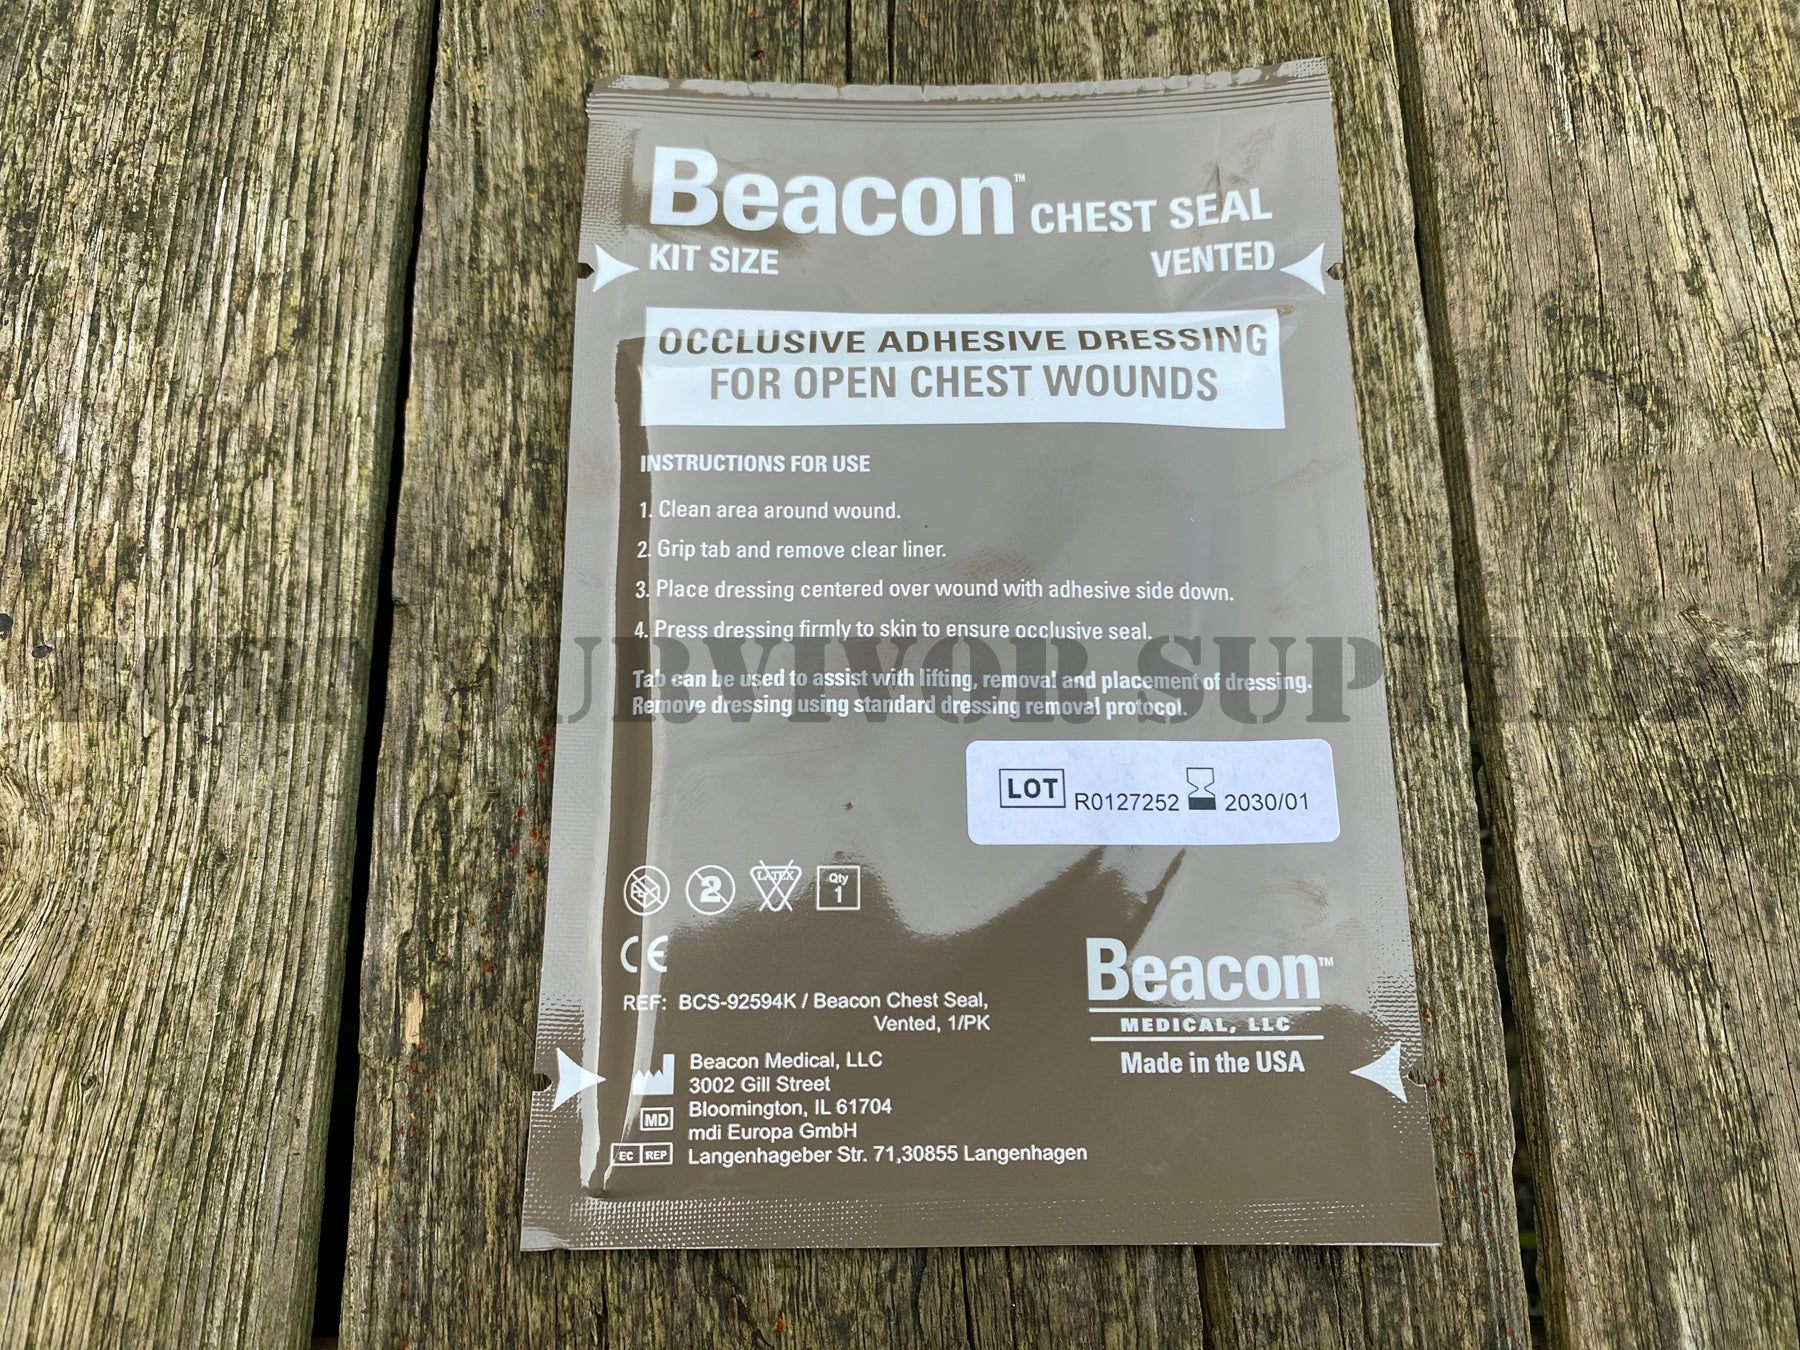 Beacon™ CHEST SEAL
KIT SIZE VENTED
OCCLUSIVE ADHESIVE DRESSING
FOR OPEN CHEST WOUNDS
INSTRUCTIONS FOR USE
1. Clean area around wound.
2. Grip tab and remove clear liner.
3. Place dressing centered over wound with adhesive side down.
4. Press dressing firmly to skin to ensure occlusive seal.
Tab can be used to assist with lifting, removal and placement of dressing.
Remove dressing using standard dressing removal protocol.
LOT R0127252 2030/01
2 LATEX Qty 1
CE
REF: BCS-92594K / Beacon Chest Seal,
Vented, 1/PK
Beacon™
MEDICAL, LLC
Made in the USA
Beacon Medical, LLC
3002 Gill Street
Bloomington, IL 61704
MD mdi Europa GmbH
EC REP Langenhageber Str. 71,30855 Langenhagen
SURVIVOR